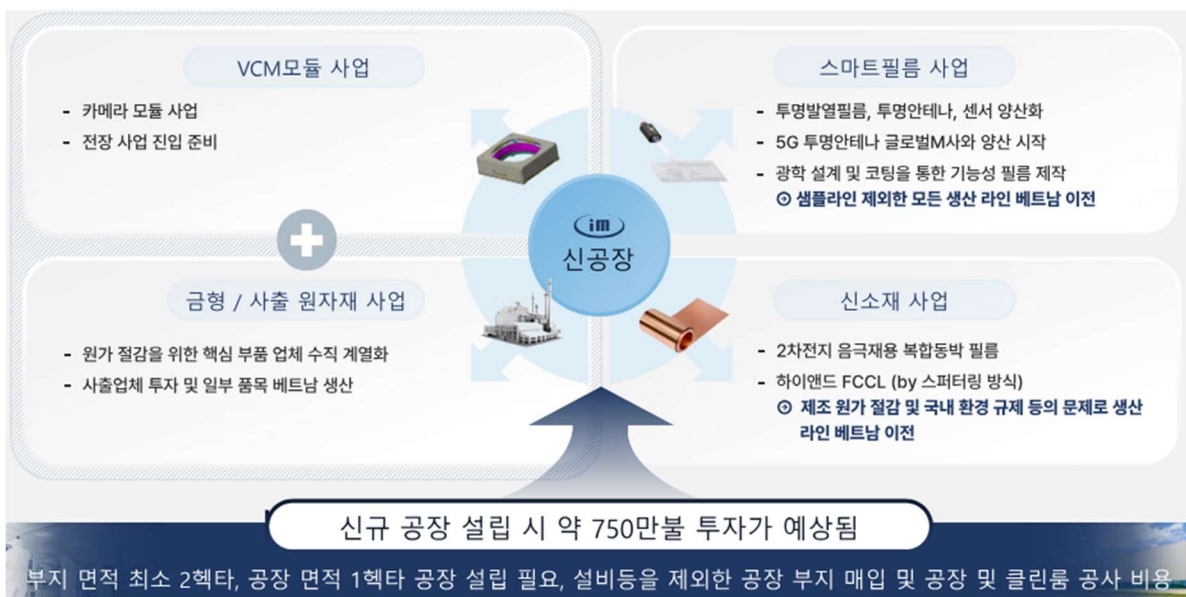 VCM모듈 사업
- 카메라 모듈 사업
- 전장 사업 진입 준비
스마트필름 사업
- 투명발열필름, 투명안테나, 센서 양산화
- 5G 투명안테나 글로벌M사와 양산 시작
- 광학 설계 및 코팅을 통한 기능성 필름 제작
샘플라인 제외한 모든 생산 라인 베트남 이전
im
신공장
금형 / 사출 원자재 사업
- 원가 절감을 위한 핵심 부품 업체 수직 계열화
- 사출업체 투자 및 일부 품목 베트남 생산
신소재 사업
- 2차전지 음극재용 복합동박 필름
- 하이앤드 FCCL (by 스퍼터링 방식)
제조 원가 절감 및 국내 환경 규제 등의 문제로 생산
라인 베트남 이전
신규 공장 설립 시 약 750만불 투자가 예상됨
부지 면적 최소 2헥타, 공장 면적 1헥타 공장 설립 필요, 설비등을 제외한 공장 부지 매입 및 공장 및 클린룸 공사 비용